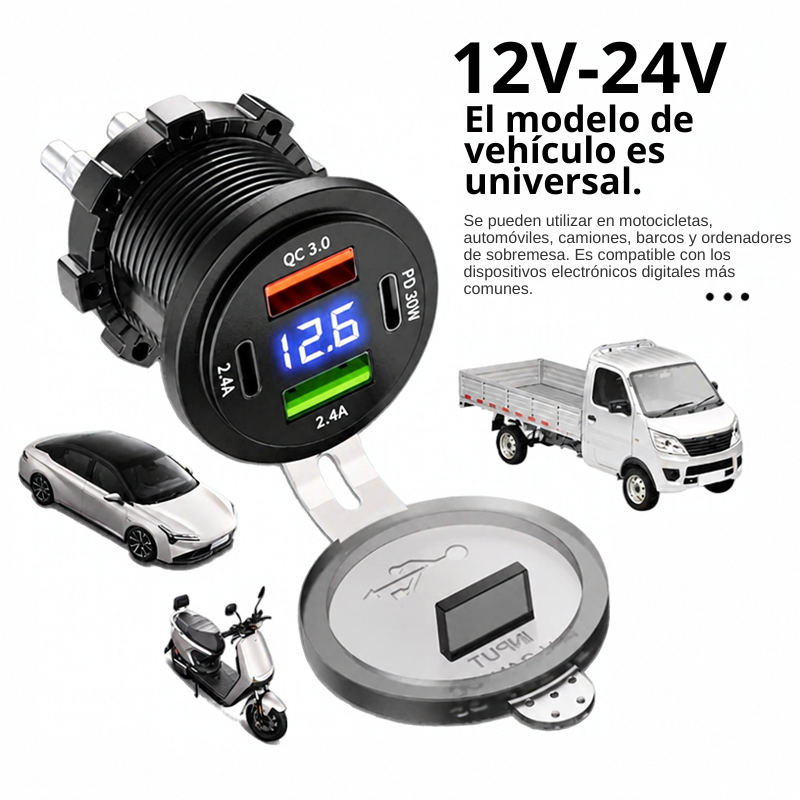 12V-24V
El modelo de
vehículo es
universal.
Se pueden utilizar en motocicletas,
automóviles, camiones, barcos y ordenadores
de sobremesa. Es compatible con los
dispositivos electrónicos digitales más
comunes.
QC 3.0
PD 30W
12.6
2.4A
2.4A
INPUT